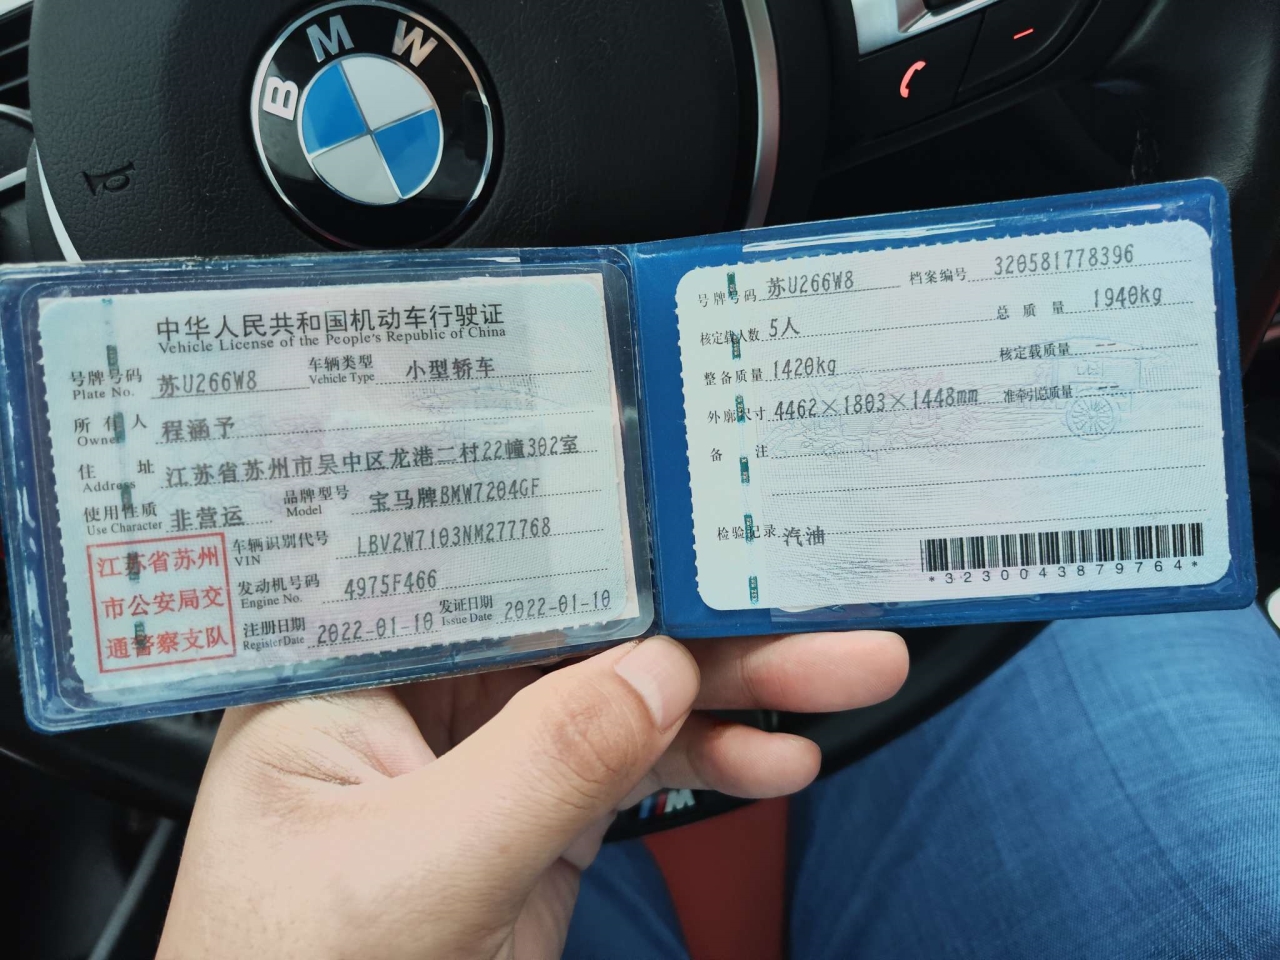 BMW
中华人民共和国机动车行驶证
Vehicle License of the People's Republic of China
号牌号码 苏U266W8 车辆类型 小型轿车
Plate No. Vehicle Type
所有人 程涵予
Owner
住址 江苏省苏州市吴中区龙港二村22幢302室
Address
使用性质 非营运 品牌型号 宝马牌BMW7204GF
Use Character Model
江苏省苏州
市公安局交
通警察支队
车辆识别代号 LBV2W7103NM277768
VIN
发动机号码 4975F466
Engine No.
注册日期 2022-01-10 发证日期 2022-01-10
Register Date Issue Date
号牌号码 苏U266W8 档案编号 320581778396
核定载人数 5人 总质量 1940kg
整备质量 1420kg 核定载质量 --
外廓尺寸 4462×1803×1448mm 准牵引总质量 --
备注
检验记录 汽油
*3230043879764*
M